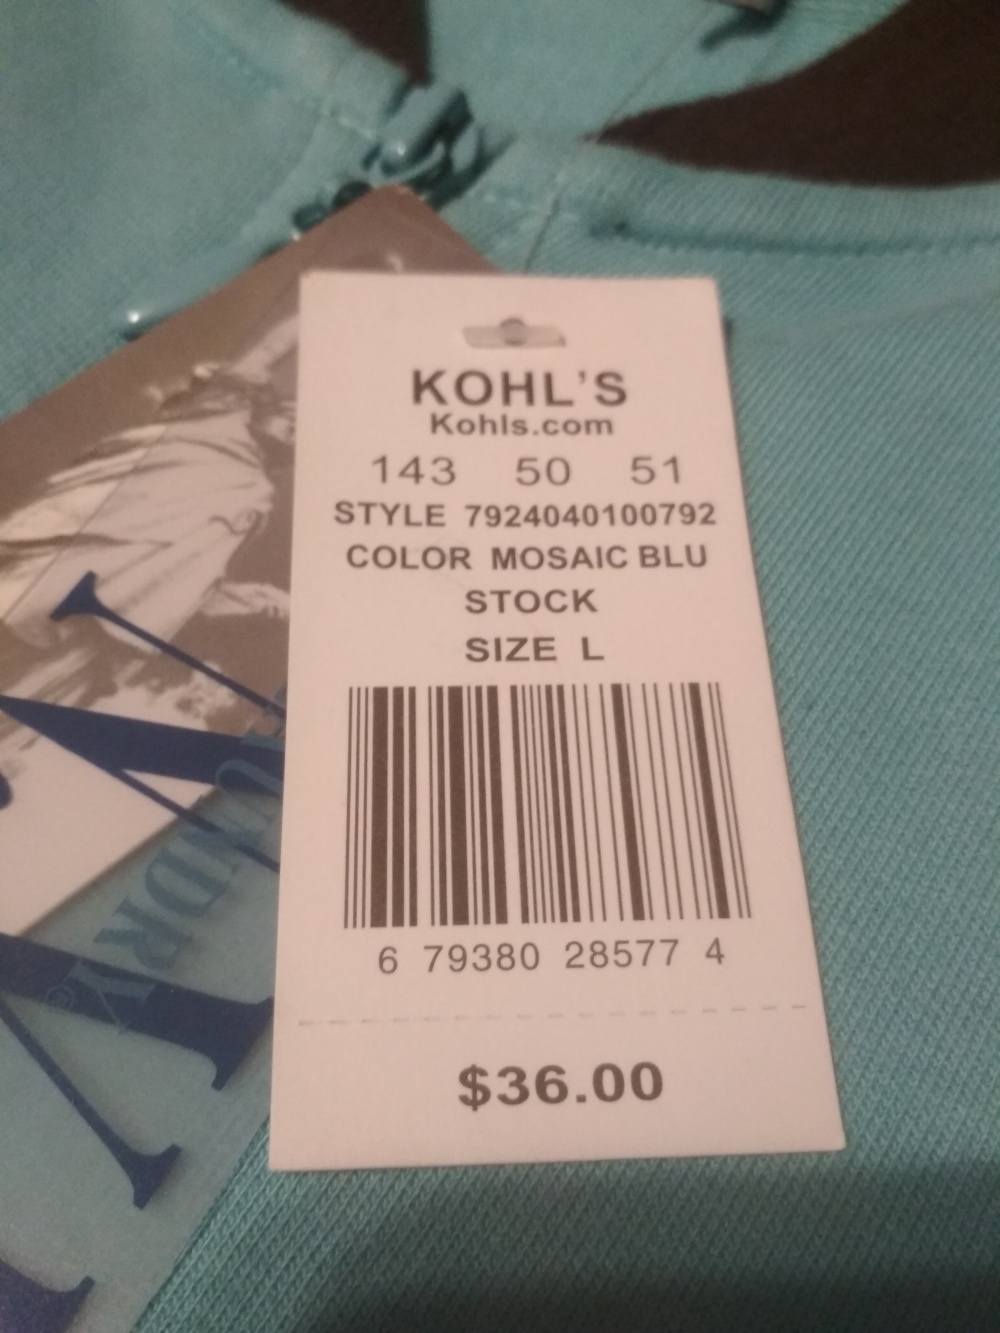 KOHL'S
Kohls.com
143 50 51
STYLE 7924040100792
COLOR MOSAIC BLU
STOCK
SIZE L
6 79380 28577 4
$36.00